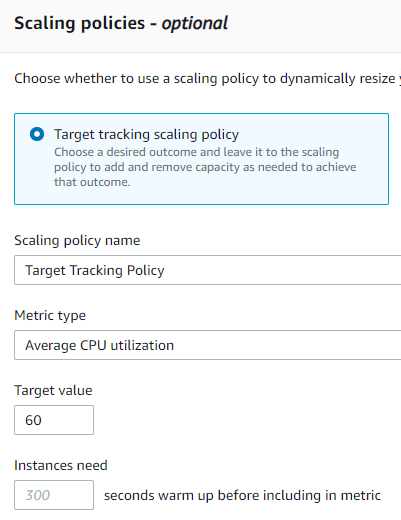 Scaling policies - optional
Choose whether to use a scaling policy to dynamically resize
Target tracking scaling policy
Choose a desired outcome and leave it to the scaling
policy to add and remove capacity as needed to achieve
that outcome.
Scaling policy name
Target Tracking Policy
Metric type
Average CPU utilization
Target value
60
Instances need
300 seconds warm up before including in metric